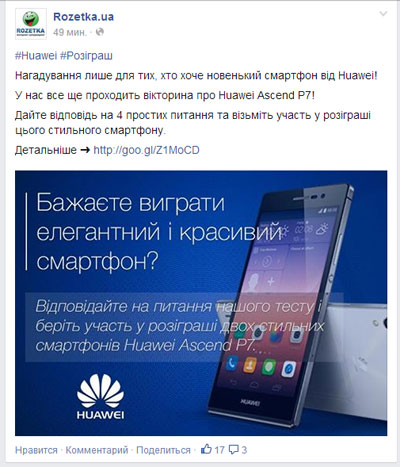 Rozetka.ua
ROZETKA
49 мин. ·
#Huawei #Розіграш
Нагадування лише для тих, хто хоче новенький смартфон від Huawei!
У нас все ще проходить вікторина про Huawei Ascend P7!
Дайте відповідь на 4 простих питання та візьміть участь у розіграші
цього стильного смартфону.
Детальніше ➜ http://goo.gl/Z1MoCD
Бажаєте виграти
елегантний і красивий
смартфон?
Відповідайте на питання нашого тесту і
беріть участь у розіграші двох стильних
смартфонів Huawei Ascend P7.
HUAWEI
HUAWEI
Нравится · Комментарий · Поделиться · 17 3